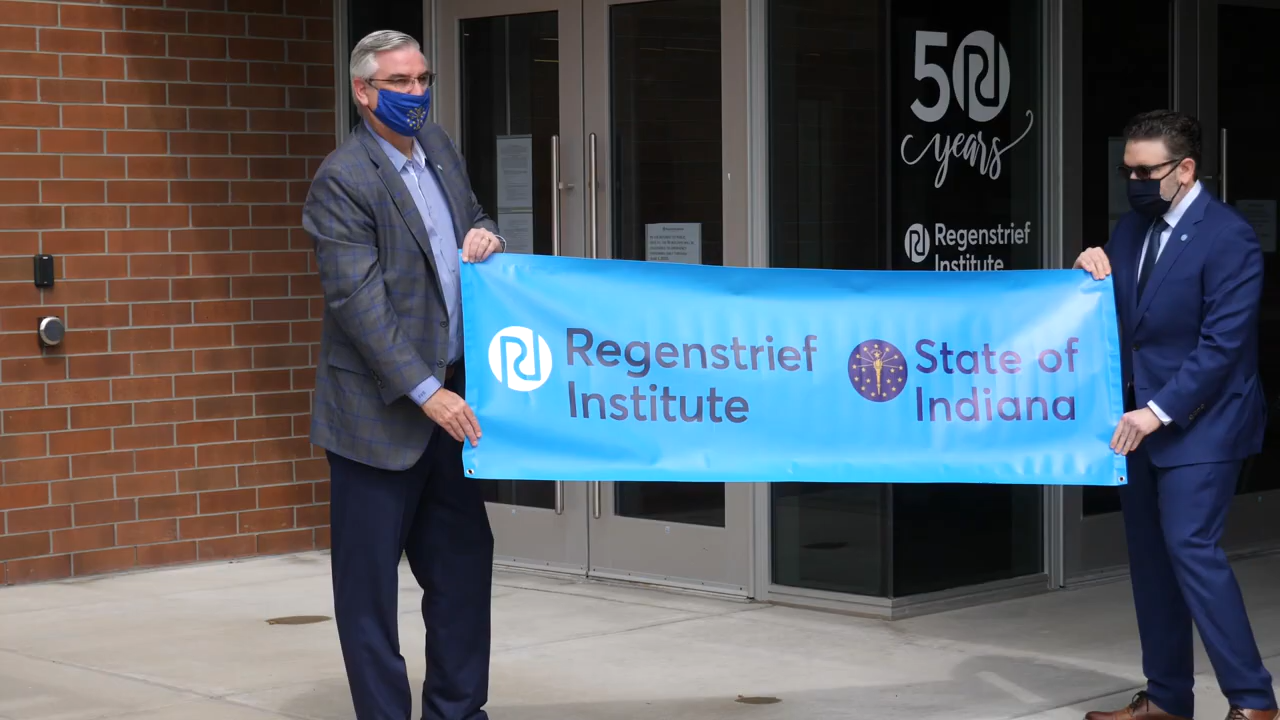 50
years
Regenstrief
Institute
Regenstrief
Institute
State of
Indiana